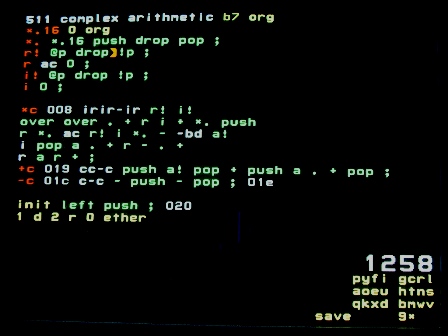 511 complex arithmetic b7 org
*.16 0 org
*. *.16 push drop pop ;
r! @p drop !p ;
r ac 0 ;
i! @p drop !p ;
i 0 ;
*c 008 irir-ir r! i!
over over . + r i + *. push
r *. ac r! i *. - -bd a!
i pop a . + r - . +
r a r + ;
+c 019 cc-c push a! pop + push a . + pop ;
-c 01c c-c - push - pop ; 01e
init left push ; 020
1 d 2 r 0 ether
1258
pyfi gcrl
aoeu htns
qkxd bmwv
save 9*